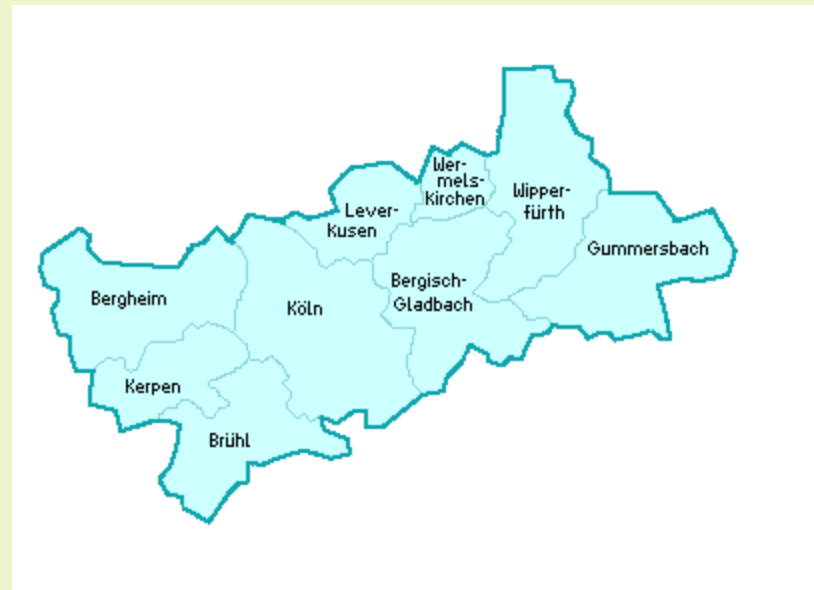 Wer-
mels-
Kirchen
Wipper-
fürth
Lever-
Kusen
Gummersbach
Bergisch-
Gladbach
Bergheim
Köln
Kerpen
Brühl